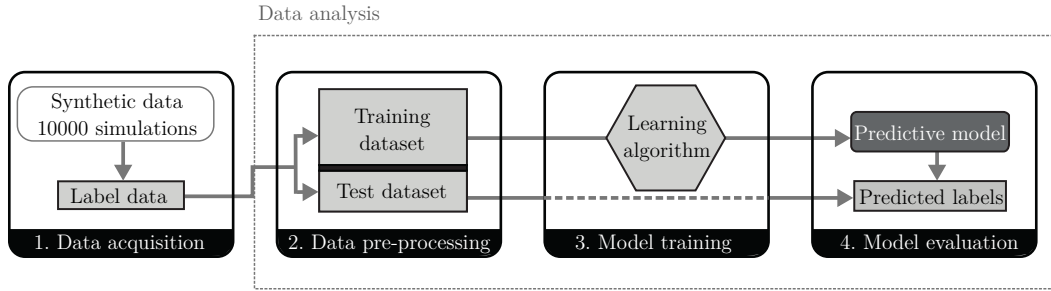 Data analysis
Synthetic data
10000 simulations
Label data
1. Data acquisition
Training
dataset
Test dataset
2. Data pre-processing
Learning
algorithm
3. Model training
Predictive model
Predicted labels
4. Model evaluation